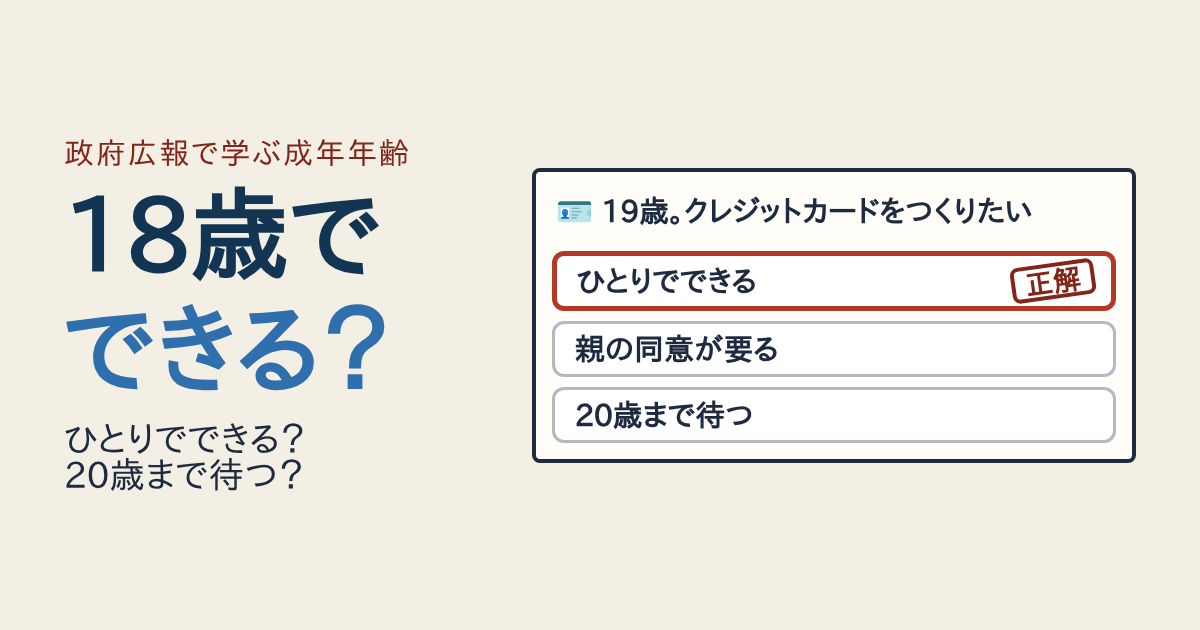 政府広報で学ぶ成年年齢
18歳で
できる？
ひとりでできる？
20歳まで待つ？
19歳。クレジットカードをつくりたい
ひとりでできる
正解
親の同意が要る
20歳まで待つ